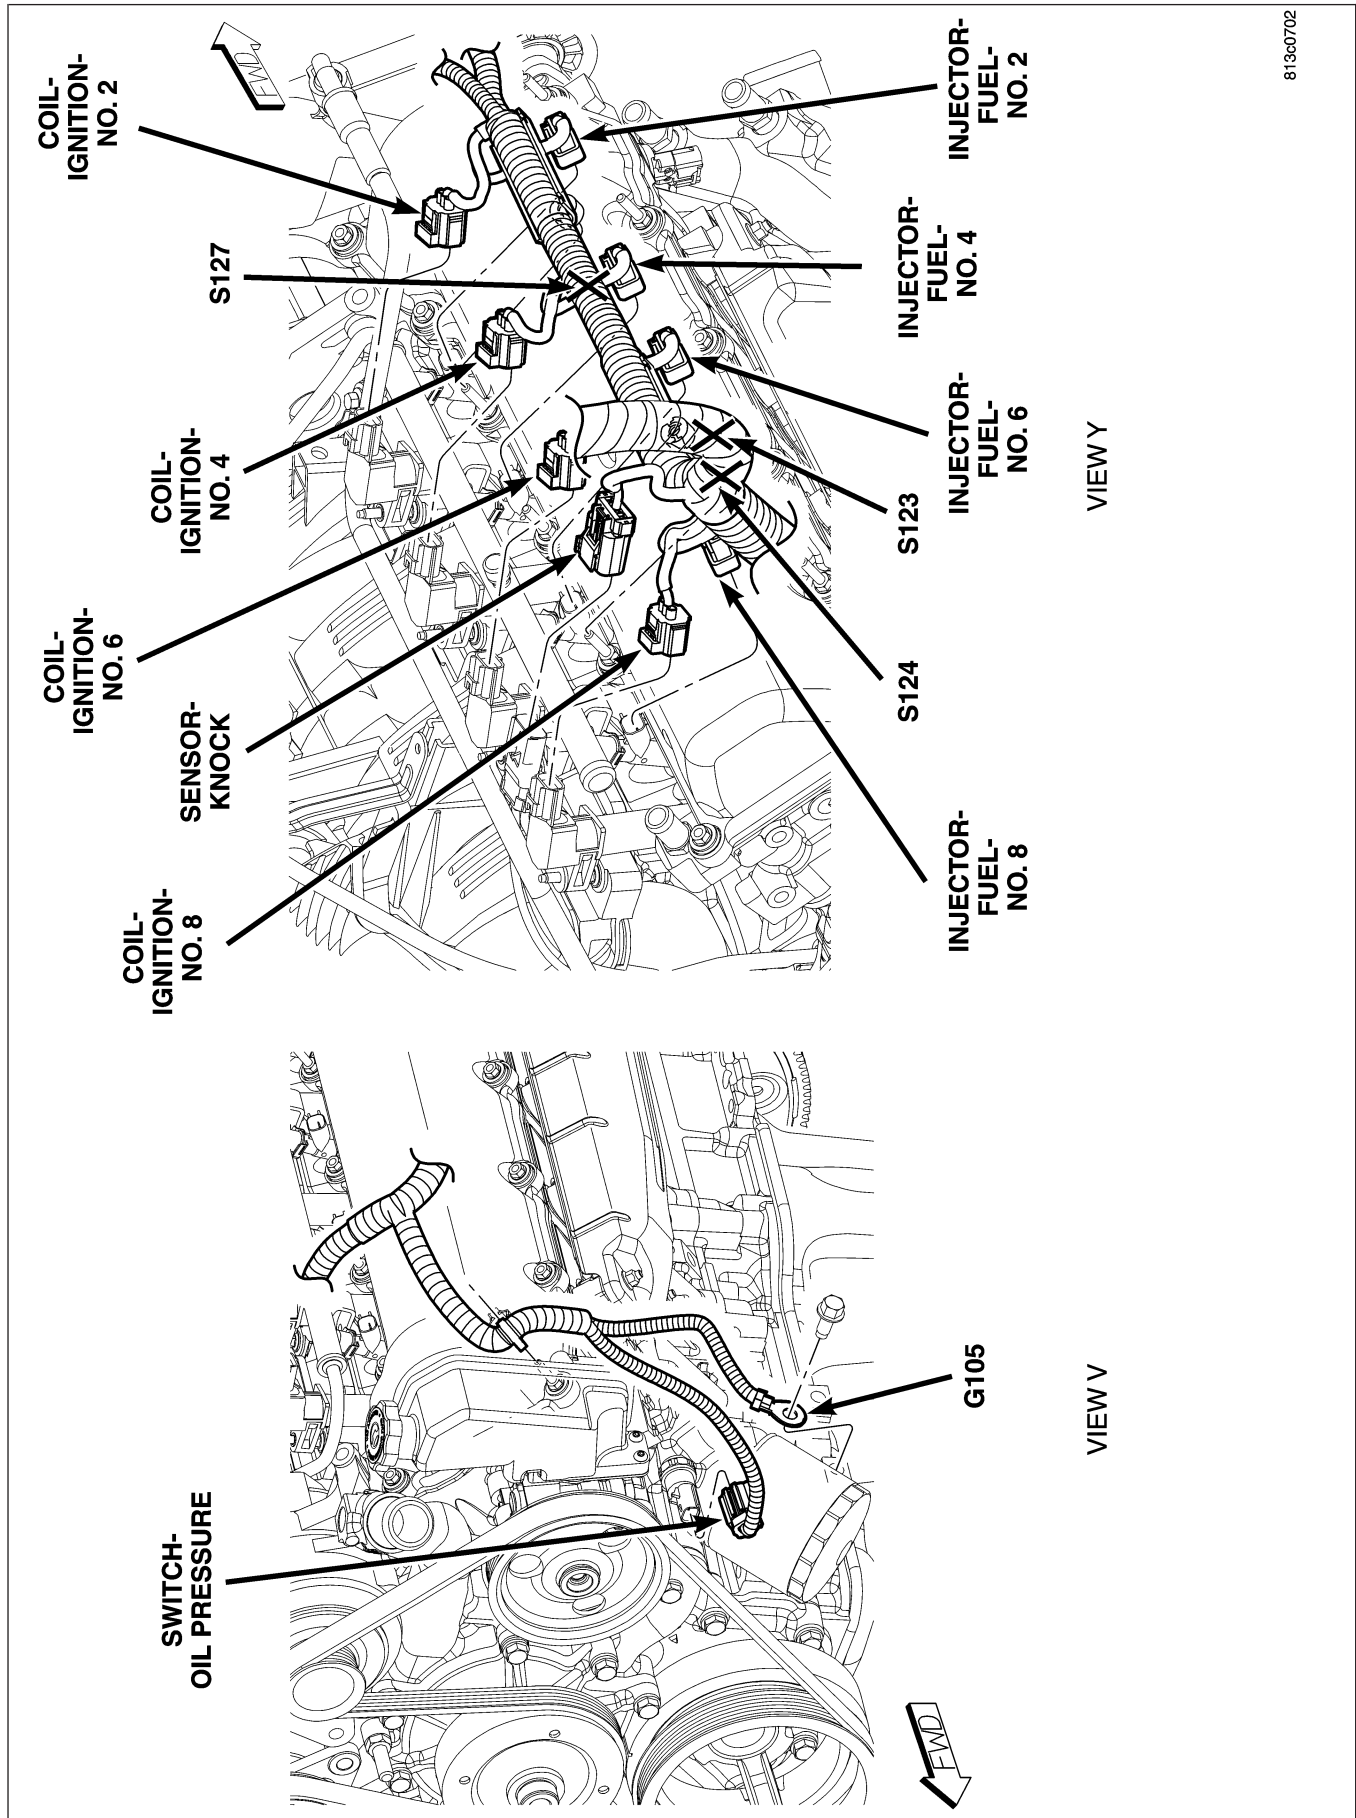 SWITCH-
OIL PRESSURE
G105
FWD
VIEW V
COIL-
IGNITION-
NO. 8
SENSOR-
KNOCK
COIL-
IGNITION-
NO. 6
COIL-
IGNITION-
NO. 4
S127
COIL-
IGNITION-
NO. 2
FWD
INJECTOR-
FUEL-
NO. 8
S124
S123
INJECTOR-
FUEL-
NO. 6
INJECTOR-
FUEL-
NO. 4
INJECTOR-
FUEL-
NO. 2
VIEW Y
813c0702